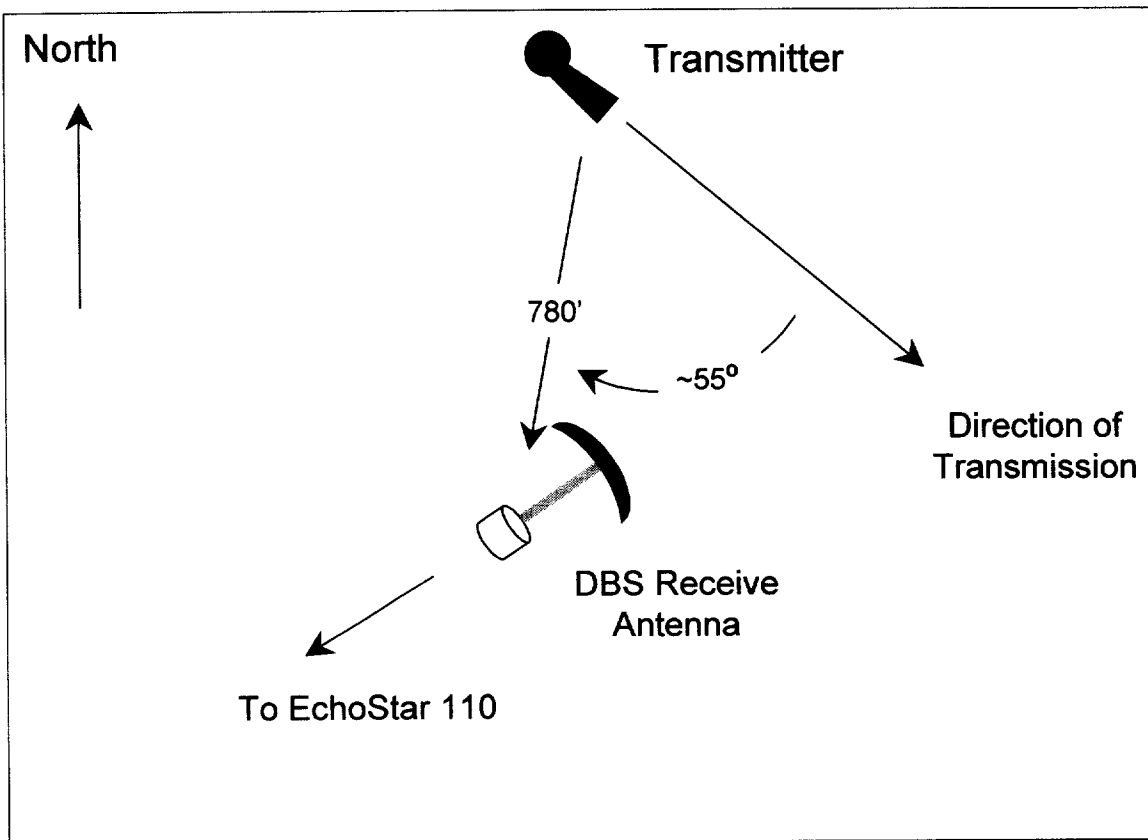 North
Transmitter
780'
~55°
Direction of
Transmission
DBS Receive
Antenna
To EchoStar 110